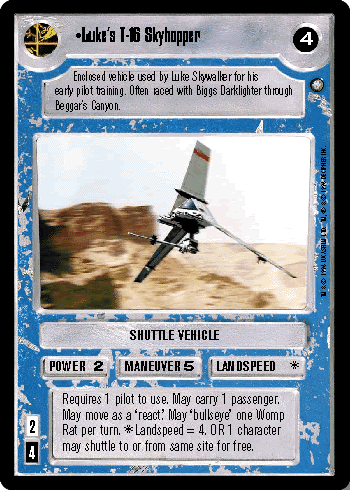 •Luke's T-16 Skyhopper
4
Enclosed vehicle used by Luke Skywalker for his
early pilot training. Often raced with Biggs Darklighter through
Beggar's Canyon.
SHUTTLE VEHICLE
POWER 2 MANEUVER 5 LANDSPEED *
Requires 1 pilot to use. May carry 1 passenger.
May move as a 'react.' May 'bullseye' one Womp
Rat per turn. * Landspeed = 4. OR 1 character
may shuttle to or from same site for free.
2
4